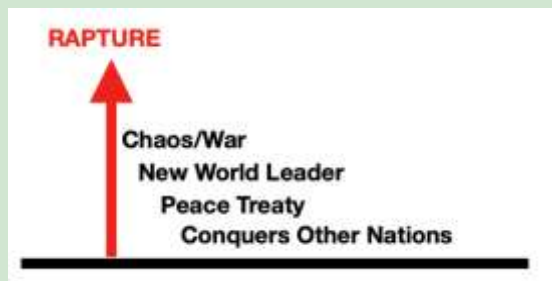 RAPTURE
Chaos/War
New World Leader
Peace Treaty
Conquers Other Nations